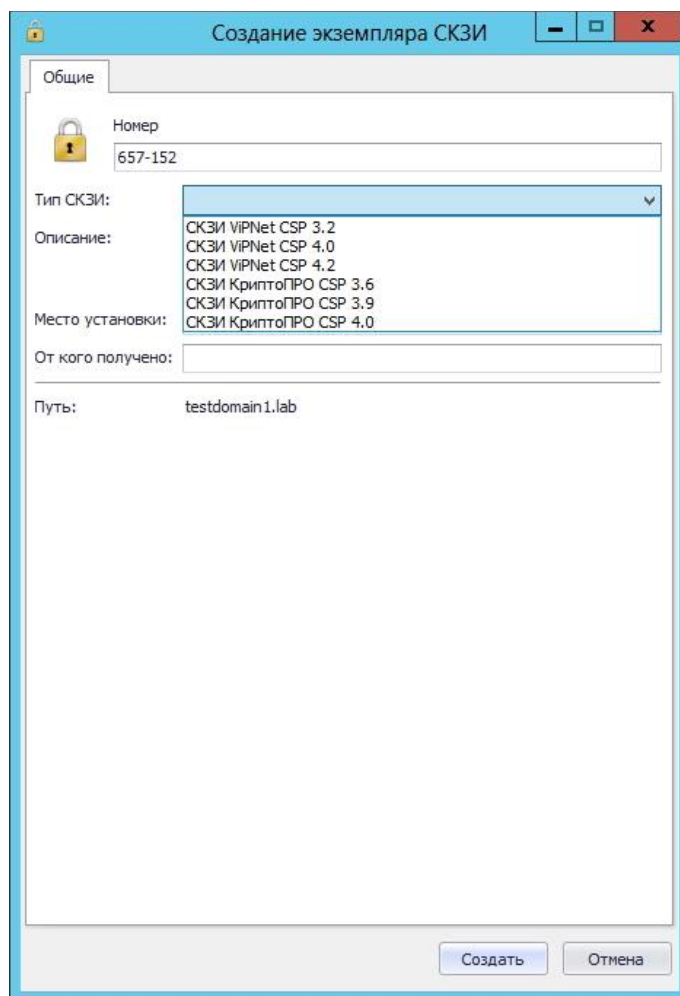 Создание экземпляра СКЗИ
Общие
Номер
657-152
Тип СКЗИ:
СКЗИ ViPNet CSP 3.2
СКЗИ ViPNet CSP 4.0
СКЗИ ViPNet CSP 4.2
СКЗИ КриптоПРО CSP 3.6
СКЗИ КриптоПРО CSP 3.9
СКЗИ КриптоПРО CSP 4.0
Описание:
Место установки:
От кого получено:
Путь: testdomain1.lab
Создать Отмена